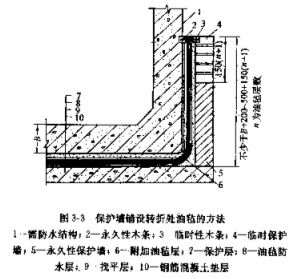 1
2 3 4
150(n+1)
不少于B+200~500+150(n+1)
n为油毡层数
7
8
9
10
B
5
6
图 3-3 保护墙铺设转折处油毡的方法
1—需防水结构；2—永久性木条；3 临时性木条；4—临时保护
墙；5—永久性保护墙；6—附加油毡层；7—保护层；8—油毡防
水层；9 找平层；10—钢筋混凝土垫层